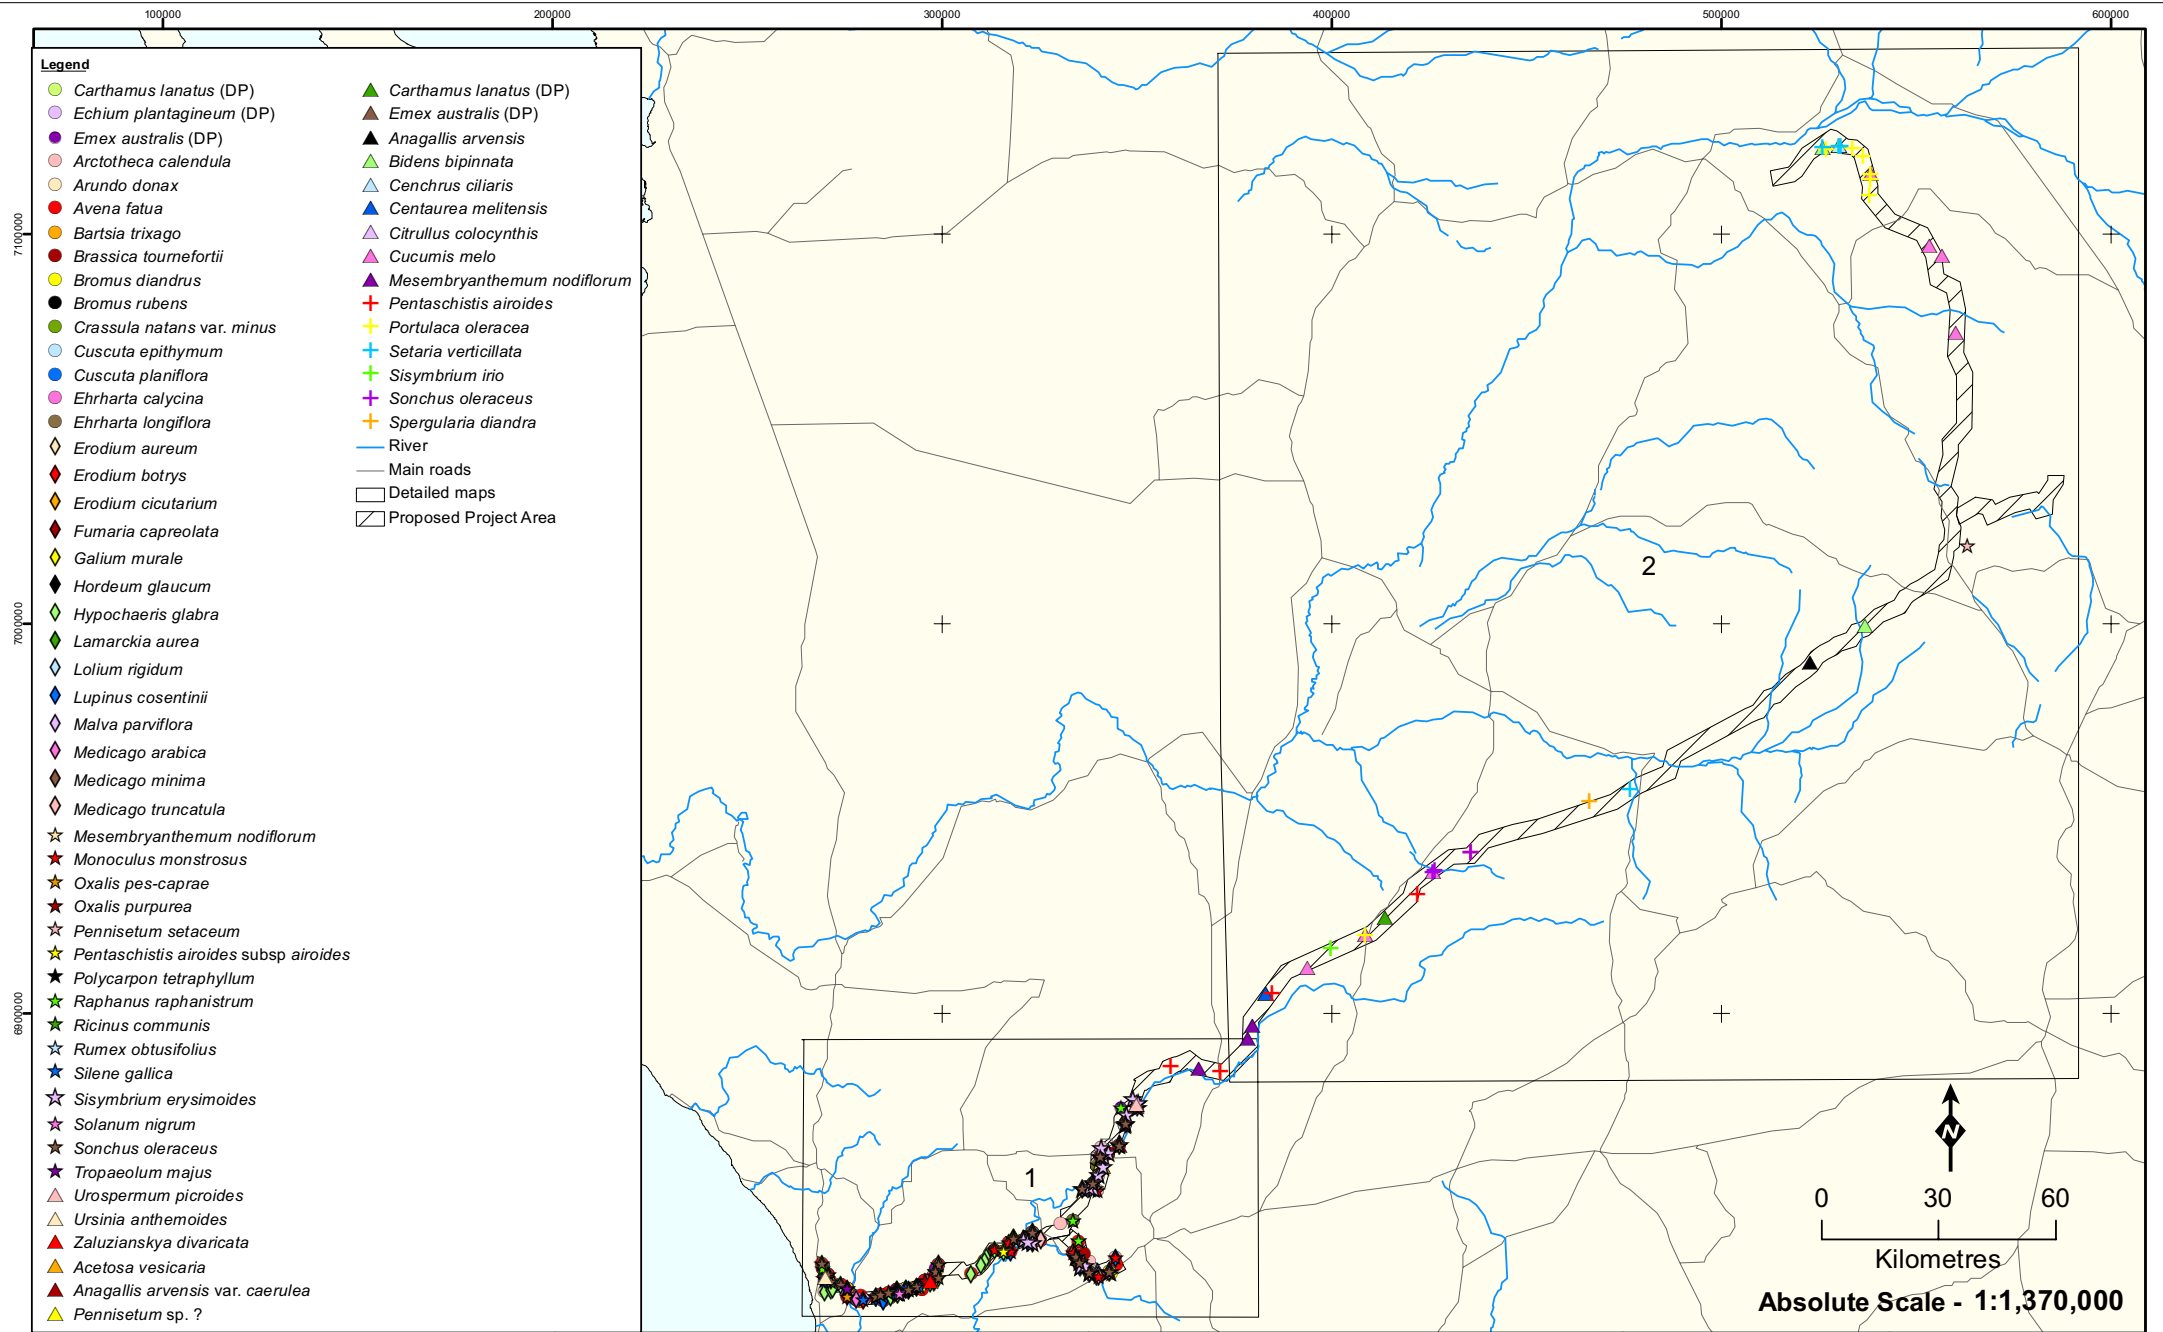 100000 200000 300000 400000 500000 600000
Legend
Carthamus lanatus (DP)
Echium plantagineum (DP)
Emex australis (DP)
Arctotheca calendula
Arundo donax
Avena fatua
Bartsia trixago
Brassica tournefortii
Bromus diandrus
Bromus rubens
Crassula natans var. minus
Cuscuta epithymum
Cuscuta planiflora
Ehrharta calycina
Ehrharta longiflora
Erodium aureum
Erodium botrys
Erodium cicutarium
Fumaria capreolata
Galium murale
Hordeum glaucum
Hypochaeris glabra
Lamarckia aurea
Lolium rigidum
Lupinus cosentinii
Malva parviflora
Medicago arabica
Medicago minima
Medicago truncatula
Mesembryanthemum nodiflorum
Monoculus monstrosus
Oxalis pes-caprae
Oxalis purpurea
Pennisetum setaceum
Pentaschistis airoides subsp airoides
Polycarpon tetraphyllum
Raphanus raphanistrum
Ricinus communis
Rumex obtusifolius
Silene gallica
Sisymbrium erysimoides
Solanum nigrum
Sonchus oleraceus
Tropaeolum majus
Urospermum picroides
Ursinia anthemoides
Zaluzianskya divaricata
Acetosa vesicaria
Anagallis arvensis var. caerulea
Pennisetum sp. ?
Carthamus lanatus (DP)
Emex australis (DP)
Anagallis arvensis
Bidens bipinnata
Cenchrus ciliaris
Centaurea melitensis
Citrullus colocynthis
Cucumis melo
Mesembryanthemum nodiflorum
Pentaschistis airoides
Portulaca oleracea
Setaria verticillata
Sisymbrium irio
Sonchus oleraceus
Spergularia diandra
River
Main roads
Detailed maps
Proposed Project Area
7100000
7000000
6900000
2
1
N
0 30 60
Kilometres
Absolute Scale - 1:1,370,000